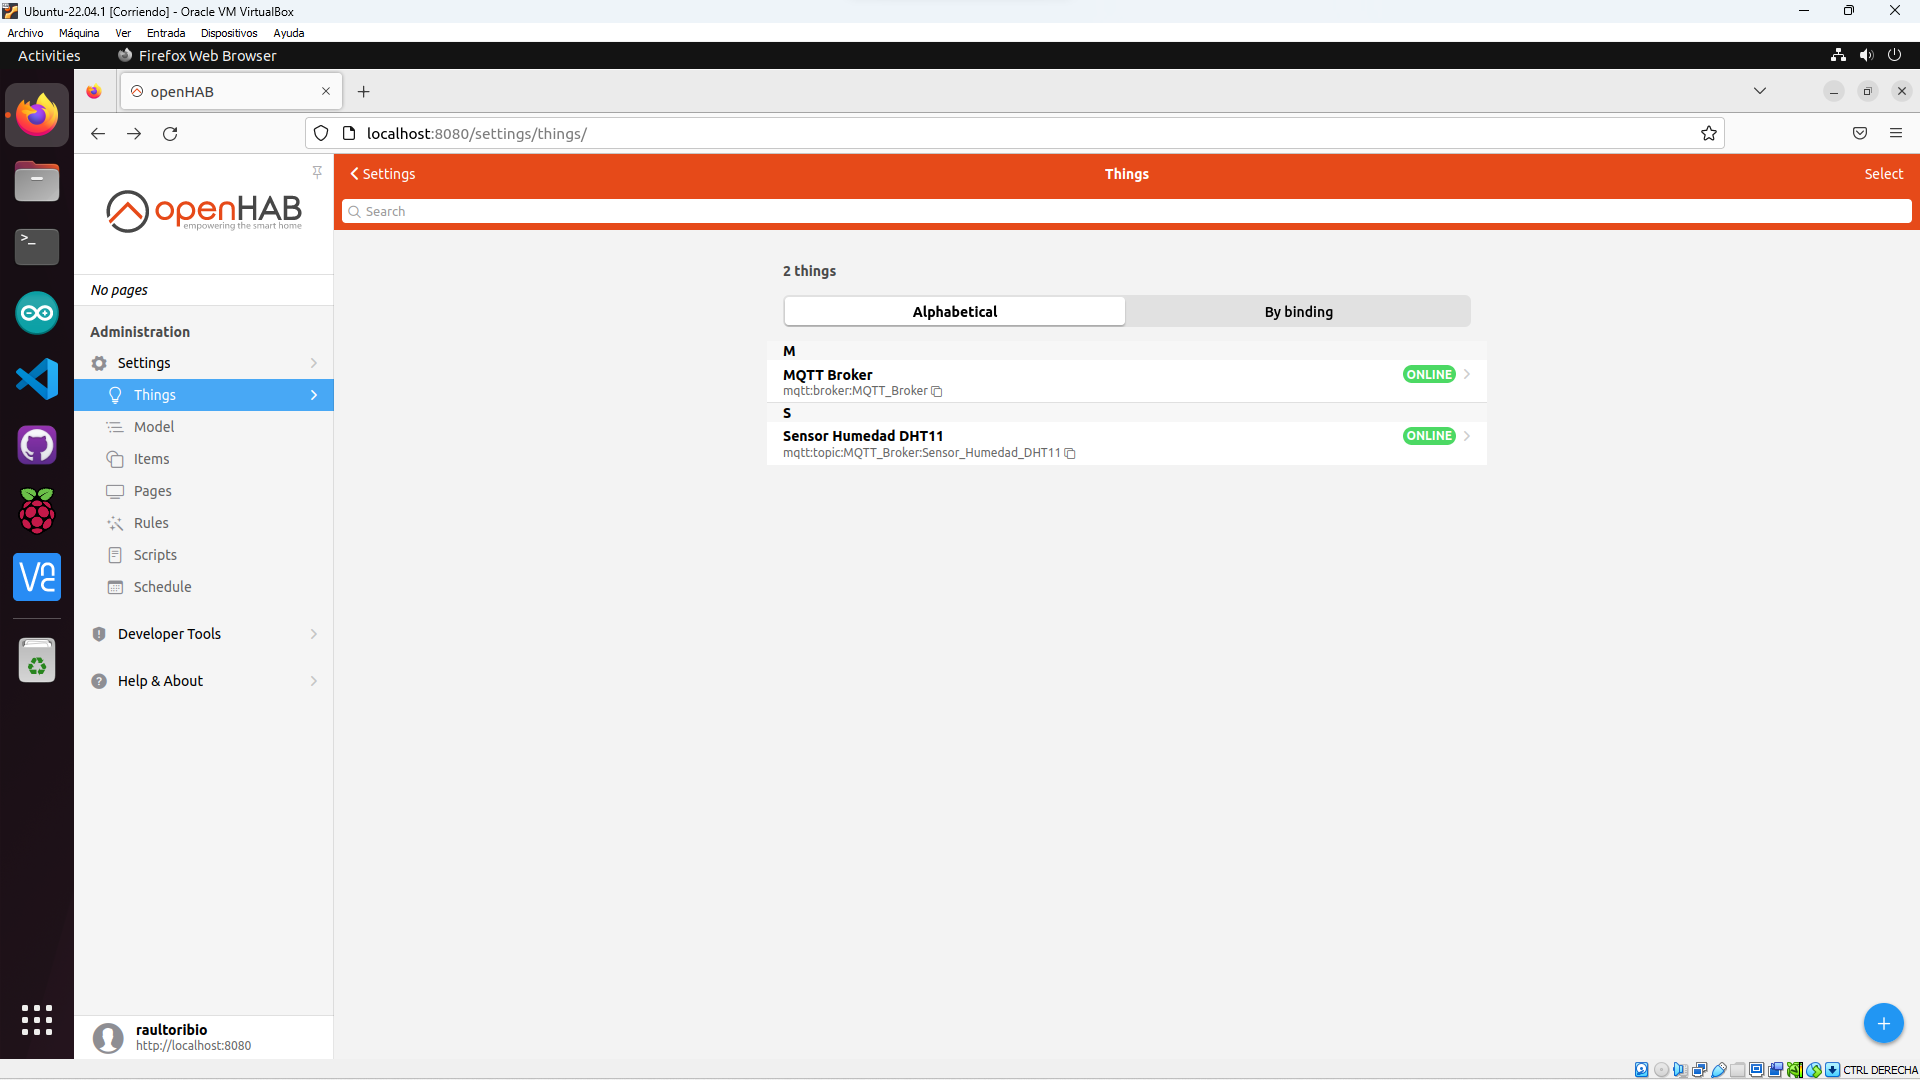 Ubuntu-22.04.1 [Corriendo] - Oracle VM VirtualBox
Archivo Máquina Ver Entrada Dispositivos Ayuda
Activities Firefox Web Browser
openHAB
localhost:8080/settings/things/
openHAB
empowering the smart home
Settings Things Select
Search
No pages
Administration
Settings
Things
Model
Items
Pages
Rules
Scripts
Schedule
Developer Tools
Help & About
2 things
Alphabetical By binding
M
MQTT Broker ONLINE
mqtt:broker:MQTT_Broker
S
Sensor Humedad DHT11 ONLINE
mqtt:topic:MQTT_Broker:Sensor_Humedad_DHT11
raultoribio
http://localhost:8080
CTRL DERECHA